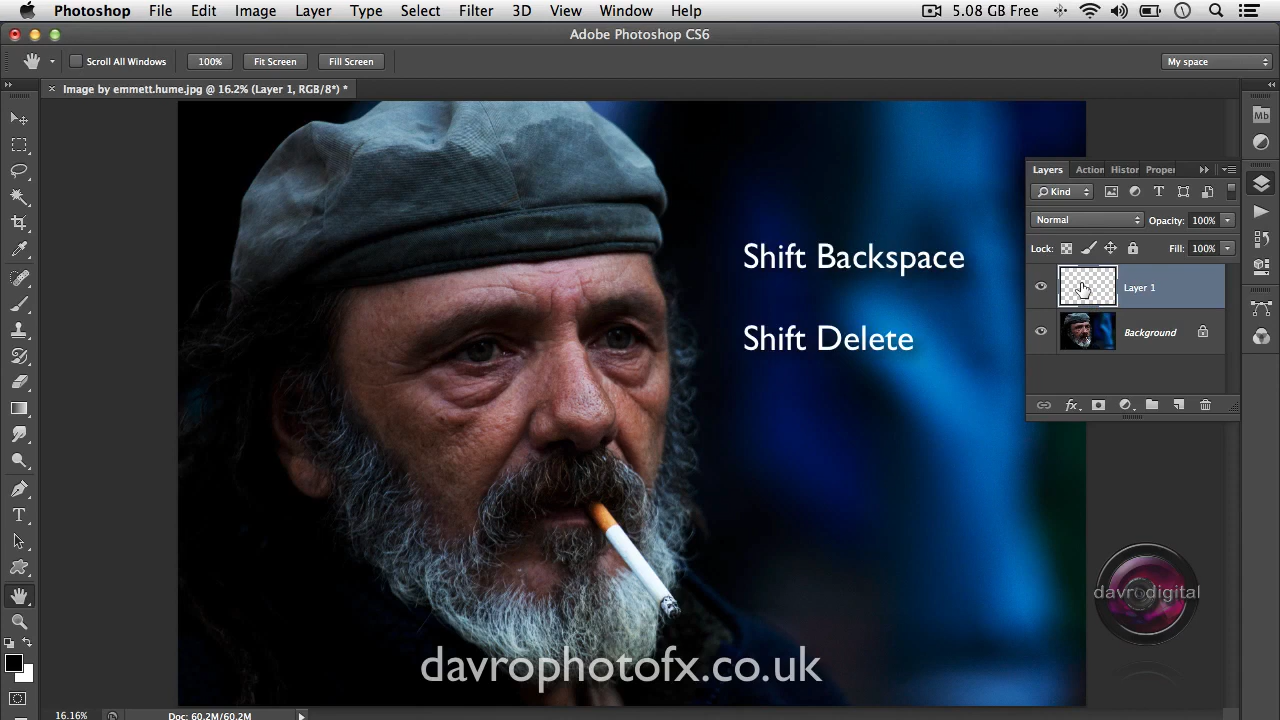 Photoshop File Edit Image Layer Type Select Filter 3D View Window Help 5.08 GB Free
Adobe Photoshop CS6
Scroll All Windows 100% Fit Screen Fill Screen My space
Image by emmett.hume.jpg @ 16.2% (Layer 1, RGB/8*) *
Mb
Layers Action Histor Proper
Kind
Normal Opacity: 100%
Lock: Fill: 100%
Layer 1
Background
fx
Shift Backspace
Shift Delete
davrodigital
davrophotofx.co.uk
16.16% Doc: 60.2M/60.2M